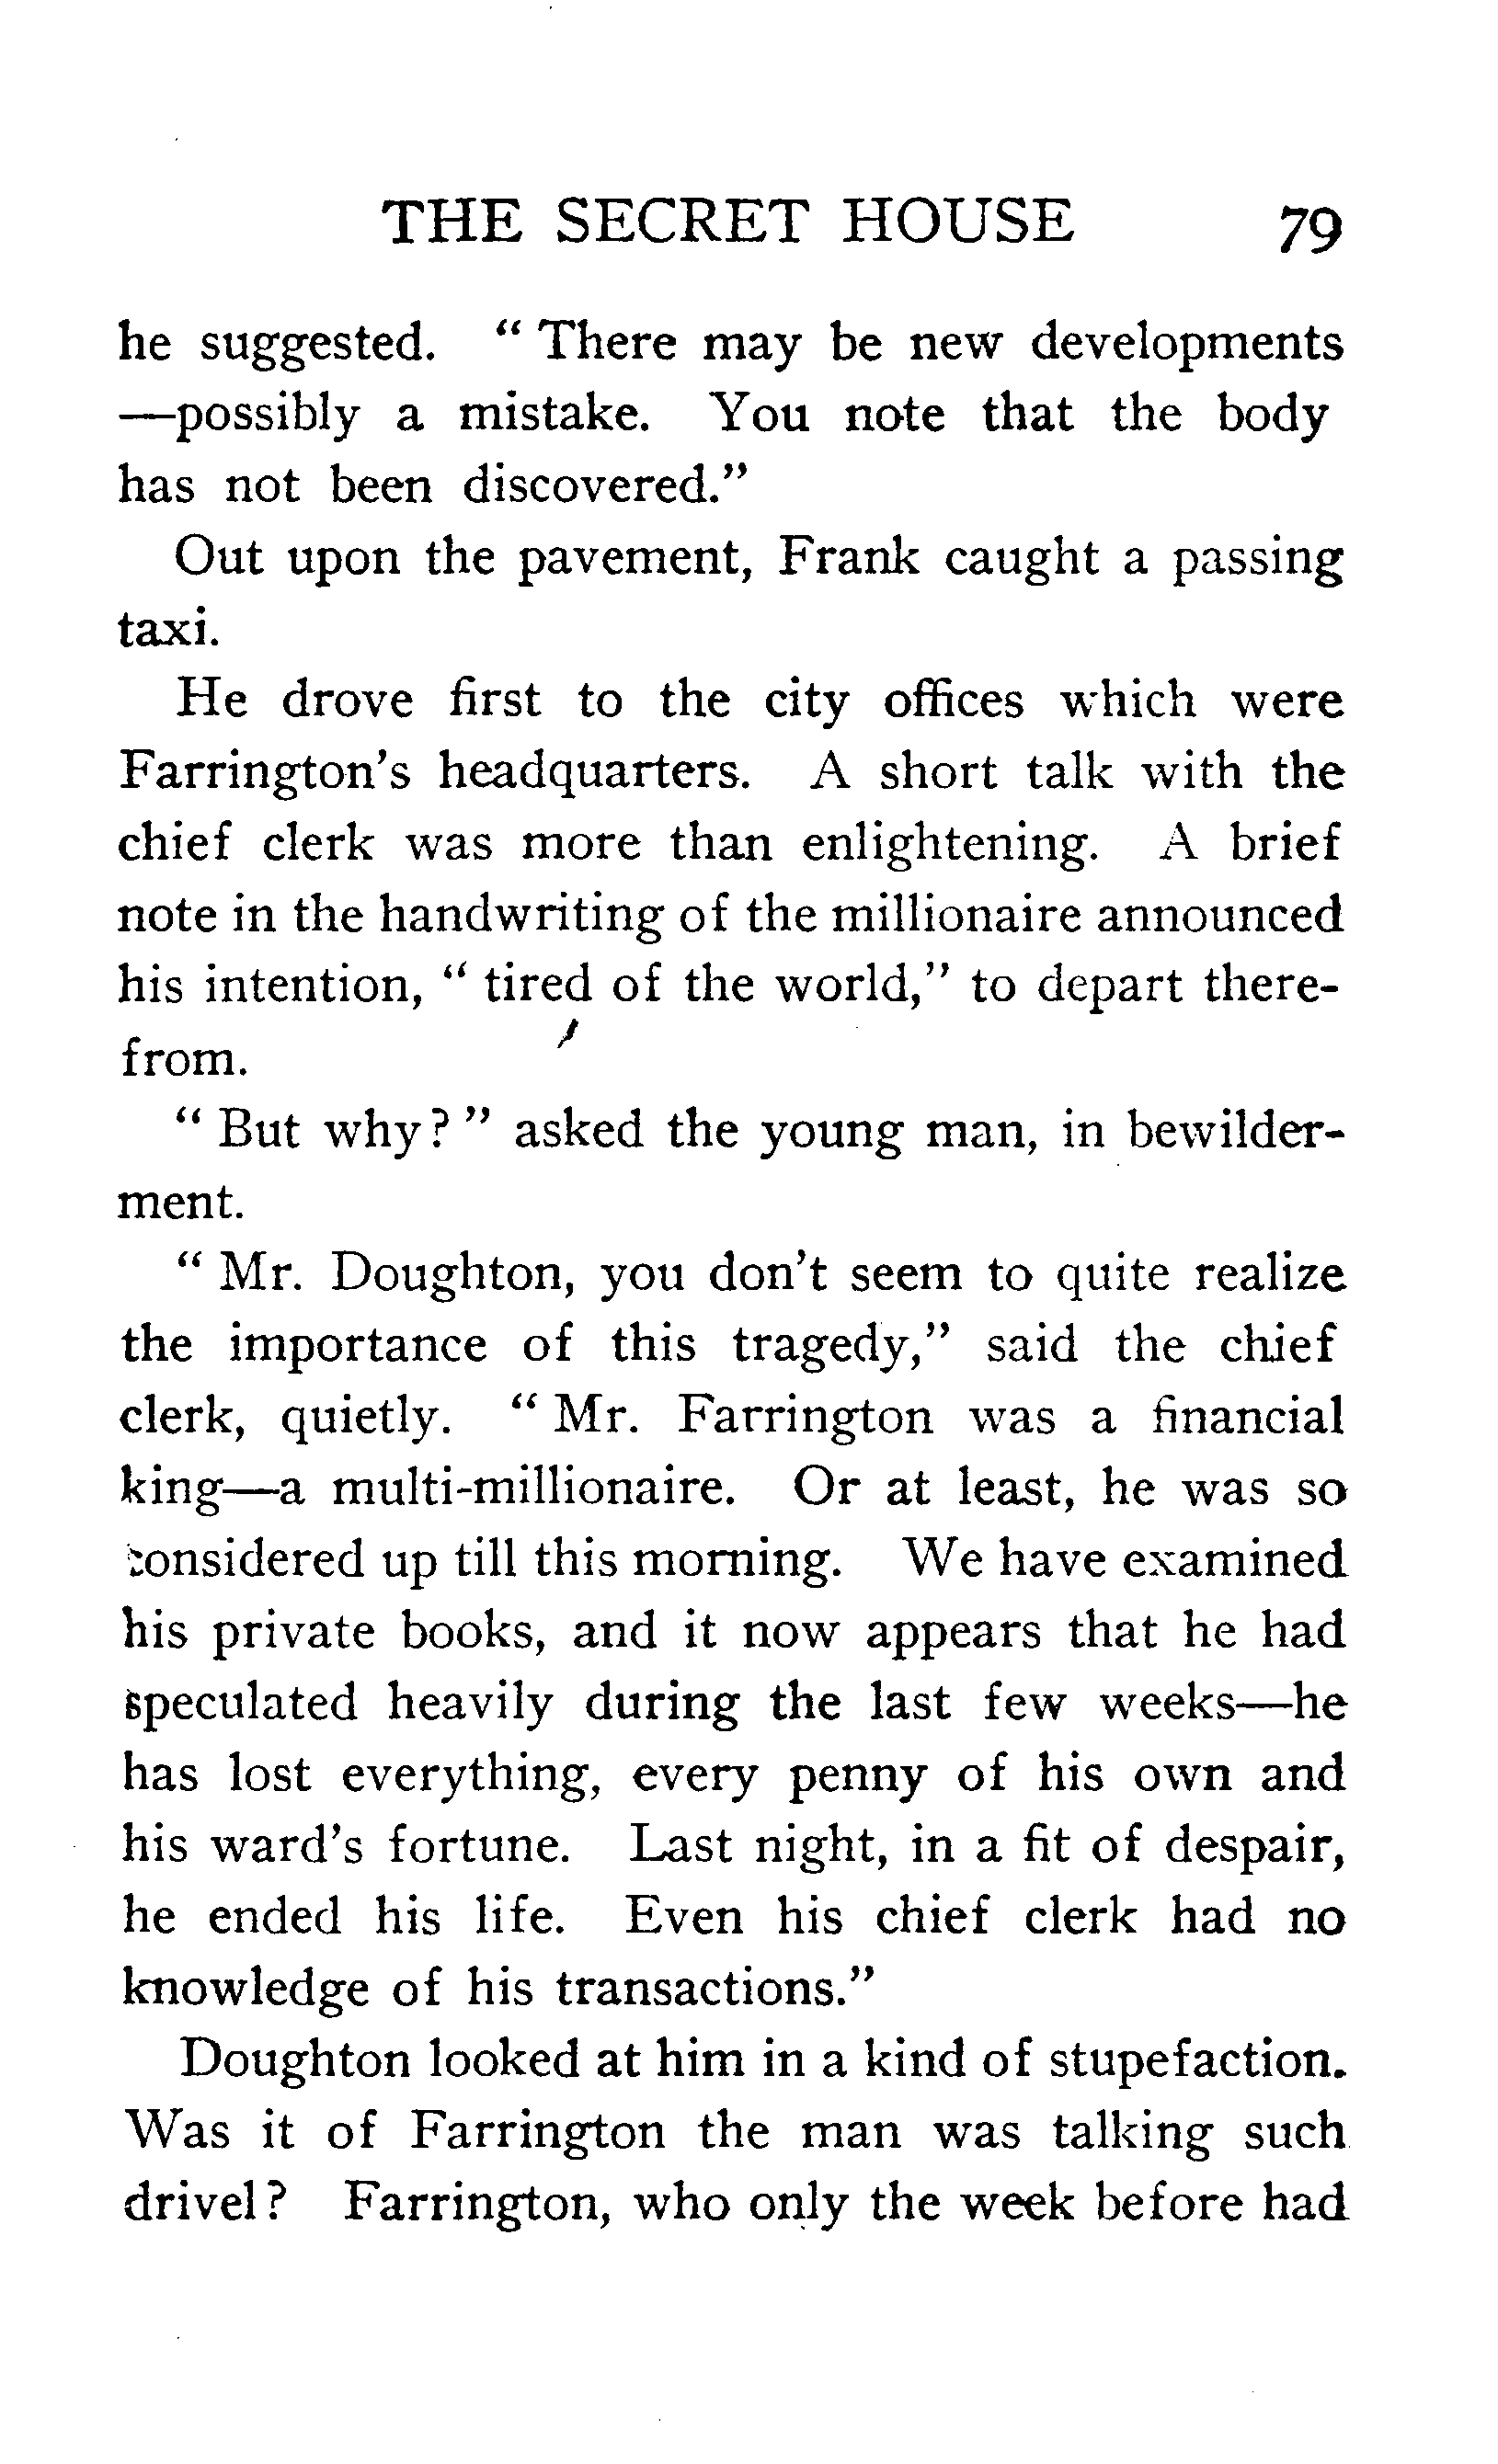 THE SECRET HOUSE 79
he suggested. " There may be new developments
—possibly a mistake. You note that the body
has not been discovered."
Out upon the pavement, Frank caught a passing
taxi.
He drove first to the city offices which were
Farrington's headquarters. A short talk with the
chief clerk was more than enlightening. A brief
note in the handwriting of the millionaire announced
his intention, " tired of the world," to depart there-
from.
" But why? " asked the young man, in bewilder-
ment.
" Mr. Doughton, you don't seem to quite realize
the importance of this tragedy," said the chief
clerk, quietly. " Mr. Farrington was a financial
king—a multi-millionaire. Or at least, he was so
considered up till this morning. We have examined
his private books, and it now appears that he had
speculated heavily during the last few weeks—he
has lost everything, every penny of his own and
his ward's fortune. Last night, in a fit of despair,
he ended his life. Even his chief clerk had no
knowledge of his transactions."
Doughton looked at him in a kind of stupefaction.
Was it of Farrington the man was talking such
drivel? Farrington, who only the week before had